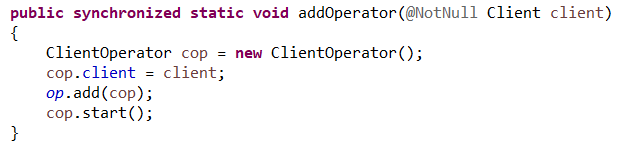 public synchronized static void addOperator(@NotNull Client client)
{
    ClientOperator cop = new ClientOperator();
    cop.client = client;
    op.add(cop);
    cop.start();
}